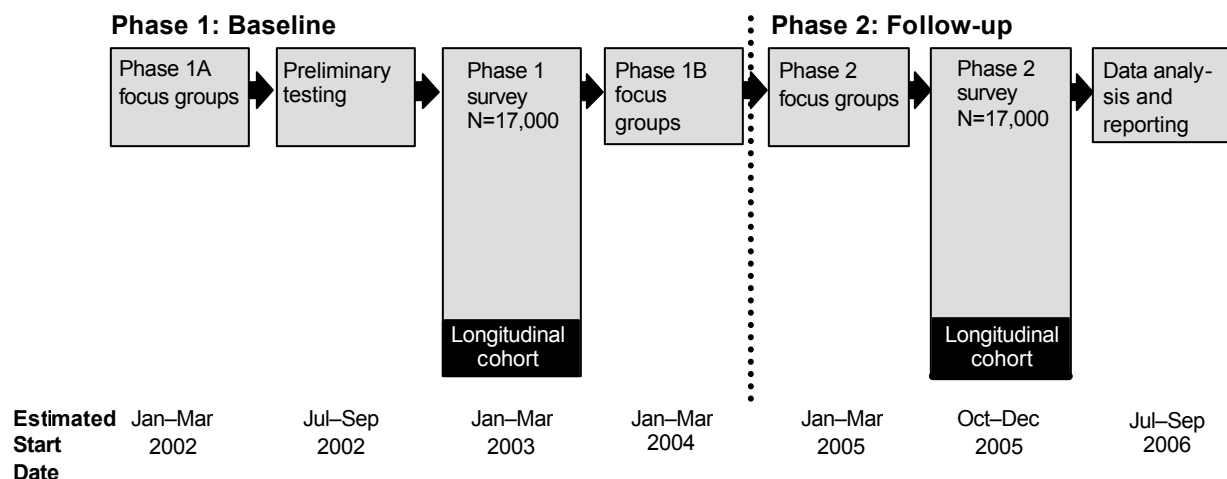 Phase 1: Baseline
Phase 2: Follow-up
Phase 1A
focus groups
Preliminary
testing
Phase 1
survey
N=17,000
Longitudinal
cohort
Phase 1B
focus
groups
Phase 2
focus groups
Phase 2
survey
N=17,000
Longitudinal
cohort
Data analy-
sis and
reporting
Estimated
Start
Date
Jan–Mar
2002
Jul–Sep
2002
Jan–Mar
2003
Jan–Mar
2004
Jan–Mar
2005
Oct–Dec
2005
Jul–Sep
2006